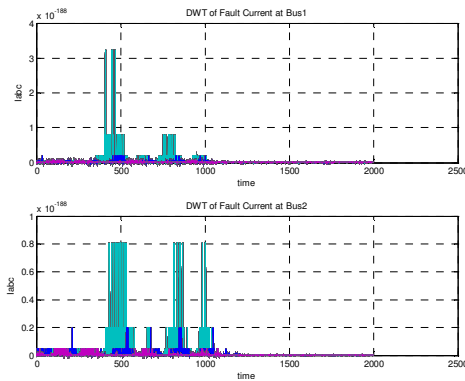 x 10^-188
DWT of Fault Current at Bus1
4
3
2
1
0
Iabc
0 500 1000 1500 2000 2500
time
x 10^-188
DWT of Fault Current at Bus2
1
0.8
0.6
0.4
0.2
0
Iabc
0 500 1000 1500 2000 2500
time